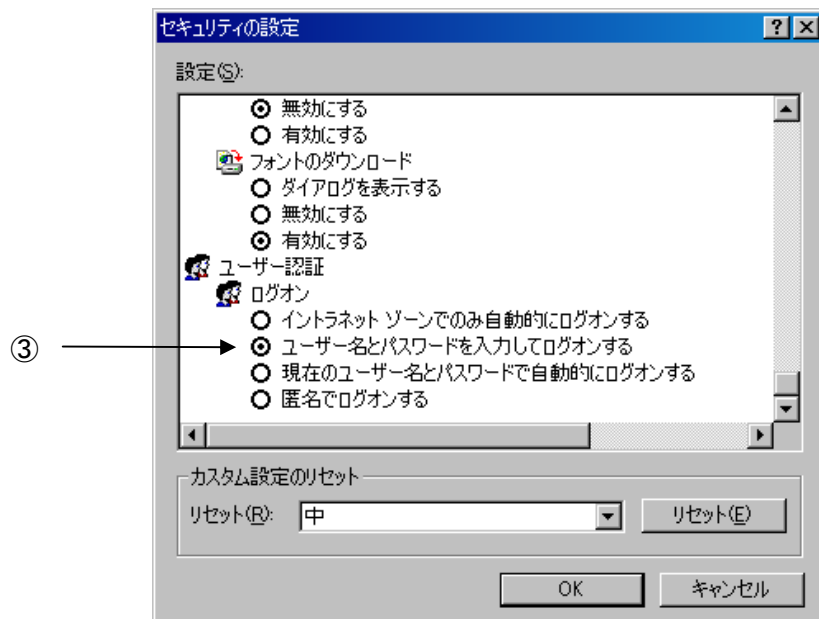 セキュリティの設定
設定(S):
無効にする
有効にする
フォントのダウンロード
ダイアログを表示する
無効にする
有効にする
ユーザー認証
ログオン
イントラネット ゾーンでのみ自動的にログオンする
③ ユーザー名とパスワードを入力してログオンする
現在のユーザー名とパスワードで自動的にログオンする
匿名でログオンする
カスタム設定のリセット
リセット(R): 中 リセット(E)
OK キャンセル